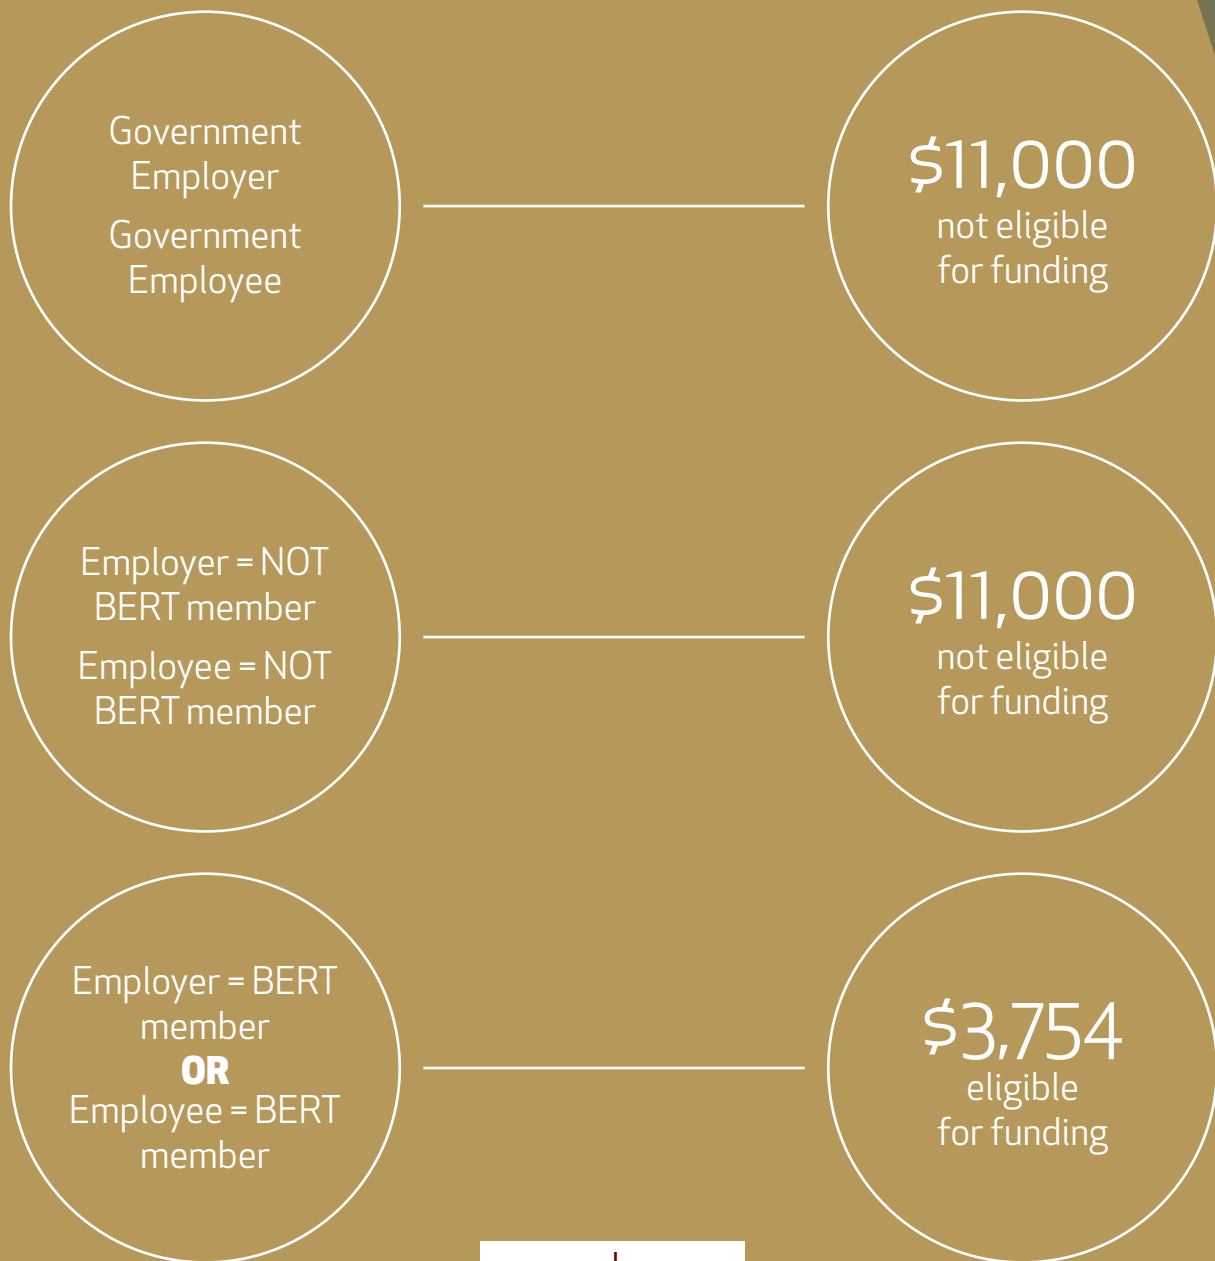 Government
Employer
Government
Employee
$11,000
not eligible
for funding
Employer = NOT
BERT member
Employee = NOT
BERT member
$11,000
not eligible
for funding
Employer = BERT
member
OR
Employee = BERT
member
$3,754
eligible
for funding